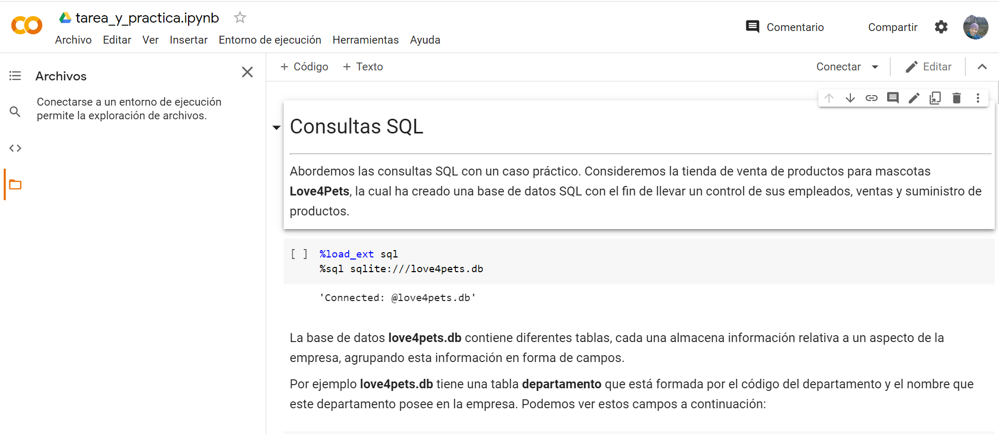 tarea_y_practica.ipynb
Archivo Editar Ver Insertar Entorno de ejecución Herramientas Ayuda
Comentario
Compartir
Archivos
Conectarse a un entorno de ejecución
permite la exploración de archivos.
+ Código + Texto
Conectar
Editar
Consultas SQL
Abordemos las consultas SQL con un caso práctico. Consideremos la tienda de venta de productos para mascotas
Love4Pets, la cual ha creado una base de datos SQL con el fin de llevar un control de sus empleados, ventas y suministro de
productos.
[ ] %load_ext sql
%sql sqlite:///love4pets.db
'Connected: @love4pets.db'
La base de datos love4pets.db contiene diferentes tablas, cada una almacena información relativa a un aspecto de la
empresa, agrupando esta información en forma de campos.
Por ejemplo love4pets.db tiene una tabla departamento que está formada por el código del departamento y el nombre que
este departamento posee en la empresa. Podemos ver estos campos a continuación: